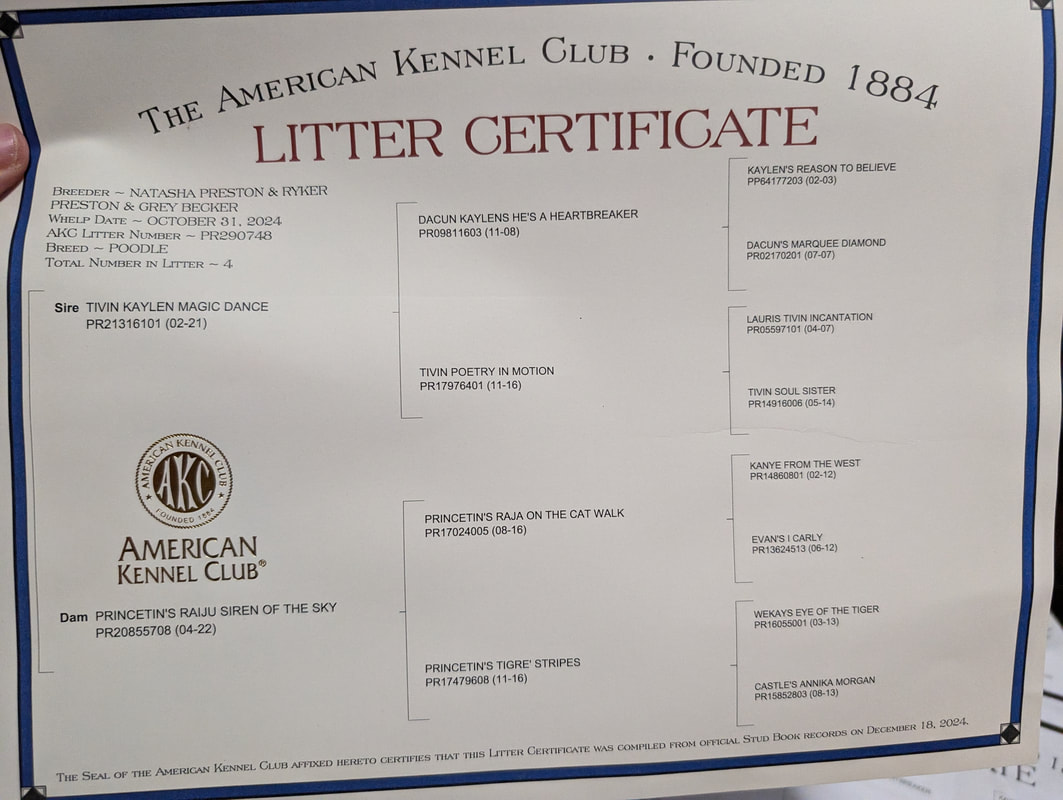 THE AMERICAN KENNEL CLUB · FOUNDED 1884
LITTER CERTIFICATE
BREEDER ~ NATASHA PRESTON & RYKER
PRESTON & GREY BECKER
WHELP DATE ~ OCTOBER 31, 2024
AKC LITTER NUMBER ~ PR290748
BREED ~ POODLE
TOTAL NUMBER IN LITTER ~ 4
Sire TIVIN KAYLEN MAGIC DANCE
PR21316101 (02-21)
DACUN KAYLENS HE'S A HEARTBREAKER
PR09811603 (11-08)
KAYLEN'S REASON TO BELIEVE
PP64177203 (02-03)
DACUN'S MARQUEE DIAMOND
PR02170201 (07-07)
TIVIN POETRY IN MOTION
PR17976401 (11-16)
LAURIS TIVIN INCANTATION
PR05597101 (04-07)
TIVIN SOUL SISTER
PR14916006 (05-14)
AMERICAN KENNEL CLUB
AKC
FOUNDED 1884
AMERICAN
KENNEL CLUB®
Dam PRINCETIN'S RAIJU SIREN OF THE SKY
PR20855708 (04-22)
PRINCETIN'S RAJA ON THE CAT WALK
PR17024005 (08-16)
KANYE FROM THE WEST
PR14860801 (02-12)
EVAN'S I CARLY
PR13624513 (06-12)
PRINCETIN'S TIGRE' STRIPES
PR17479608 (11-16)
WEKAYS EYE OF THE TIGER
PR16055001 (03-13)
CASTLE'S ANNIKA MORGAN
PR15852803 (08-13)
THE SEAL OF THE AMERICAN KENNEL CLUB AFFIXED HERETO CERTIFIES THAT THIS LITTER CERTIFICATE WAS COMPILED FROM OFFICIAL STUD BOOK RECORDS ON DECEMBER 18, 2024.